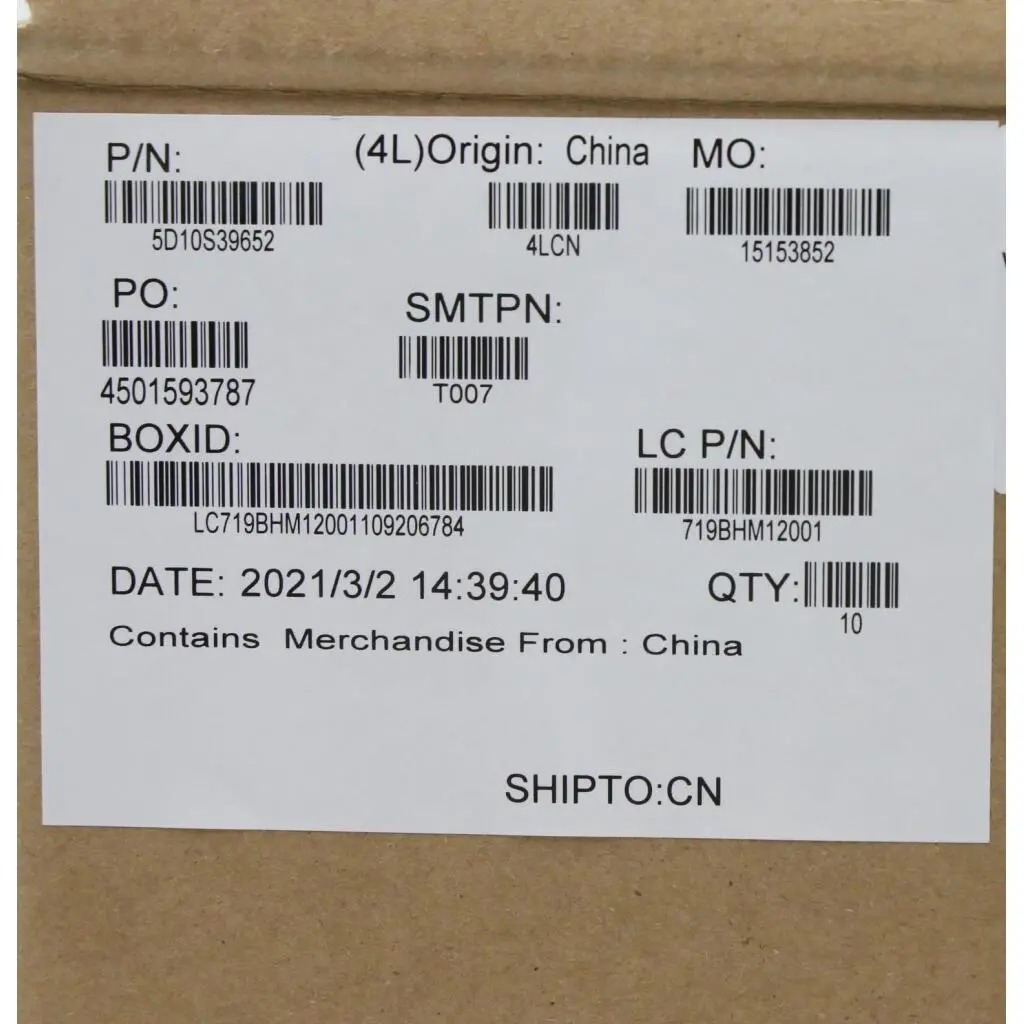 P/N: (4L)Origin: China MO:
5D10S39652 4LCN 15153852
PO: SMTPN:
4501593787 T007
BOXID: LC P/N:
LC719BHM12001109206784 719BHM12001
DATE: 2021/3/2 14:39:40 QTY:
10
Contains Merchandise From : China
SHIPTO:CN